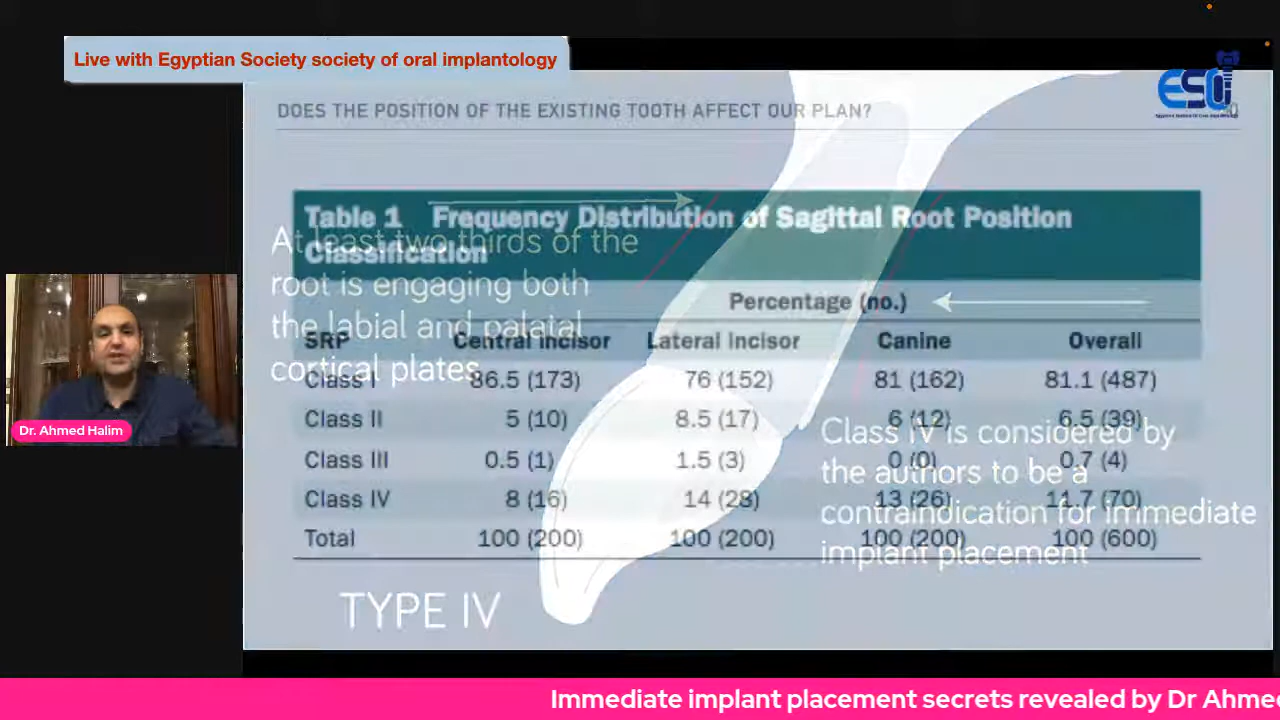 Live with Egyptian Society society of oral implantology
ESOI
DOES THE POSITION OF THE EXISTING TOOTH AFFECT OUR PLAN?
Table 1 Frequency Distribution of Sagittal Root Position
Classification
At least two thirds of the
root is engaging both
the labial and palatal
cortical plates
Percentage (no.)
SRP Central incisor Lateral incisor Canine Overall
Class I 86.5 (173) 76 (152) 81 (162) 81.1 (487)
Class II 5 (10) 8.5 (17) 6 (12) 6.5 (39)
Class III 0.5 (1) 1.5 (3) 0 (0) 0.7 (4)
Class IV 8 (16) 14 (28) 13 (26) 11.7 (70)
Total 100 (200) 100 (200) 100 (200) 100 (600)
Class IV is considered by
the authors to be a
contraindication for immediate
implant placement
TYPE IV
Dr. Ahmed Halim
Immediate implant placement secrets revealed by Dr Ahme